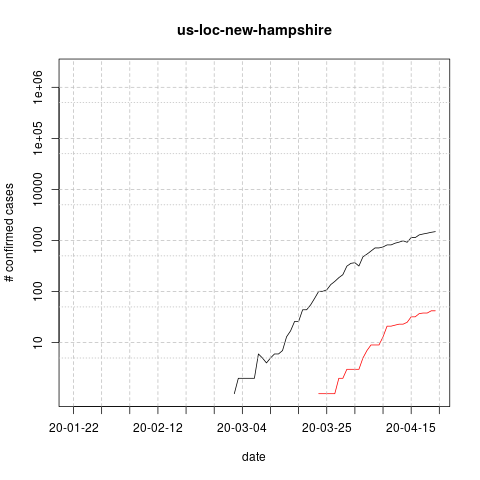 us-loc-new-hampshire
# confirmed cases
1e+06
1e+05
10000
1000
100
10
20-01-22 20-02-12 20-03-04 20-03-25 20-04-15
date